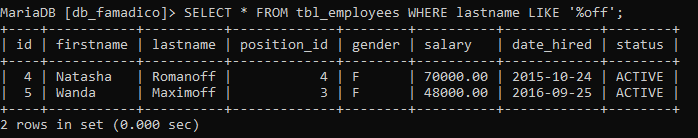 MariaDB [db_famadico]> SELECT * FROM tbl_employees WHERE lastname LIKE '%off';
+----+-----------+----------+-------------+--------+----------+------------+--------+
| id | firstname | lastname | position_id | gender | salary   | date_hired | status |
+----+-----------+----------+-------------+--------+----------+------------+--------+
|  4 | Natasha   | Romanoff |           4 | F      | 70000.00 | 2015-10-24 | ACTIVE |
|  5 | Wanda     | Maximoff |           3 | F      | 48000.00 | 2016-09-25 | ACTIVE |
+----+-----------+----------+-------------+--------+----------+------------+--------+
2 rows in set (0.000 sec)